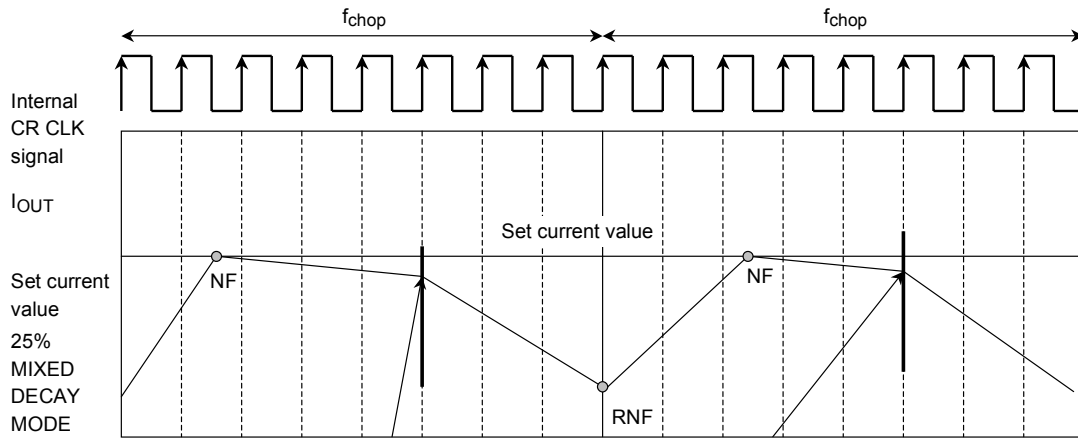 fchop
fchop
Internal
CR CLK
signal
IOUT
Set current value
Set current
value
25%
MIXED
DECAY
MODE
NF
NF
RNF